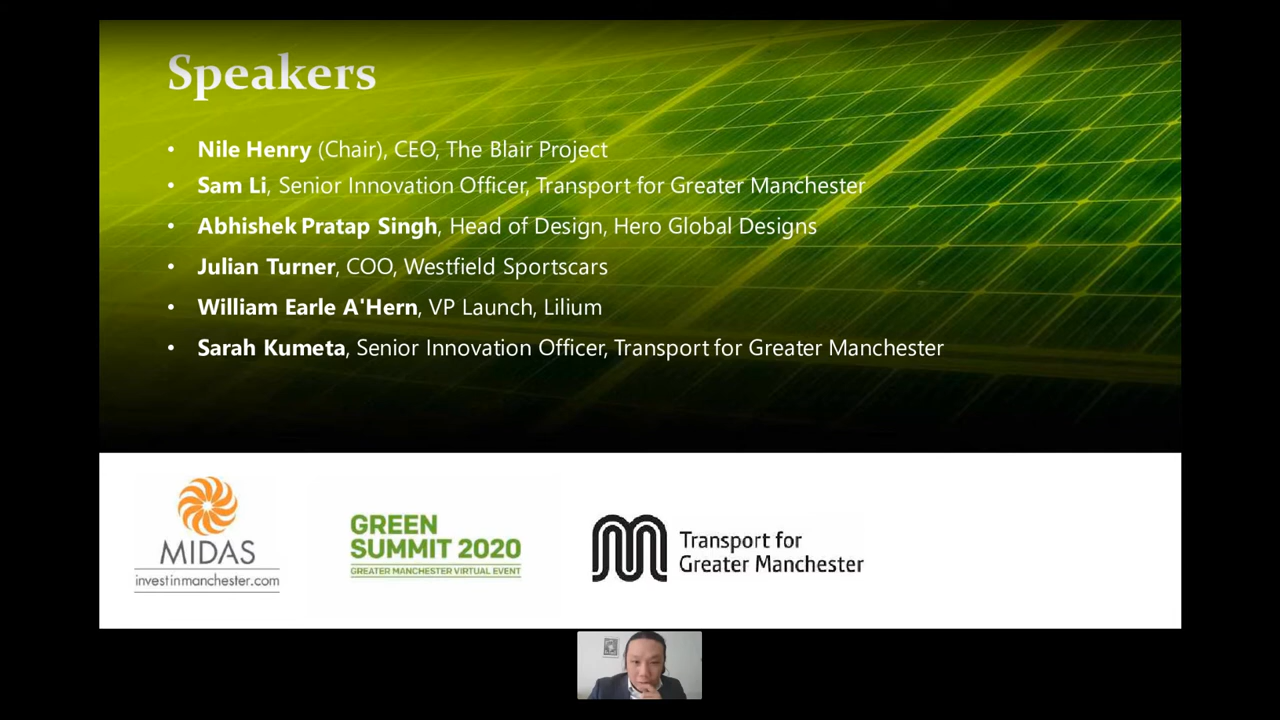 Speakers
• Nile Henry (Chair), CEO, The Blair Project
• Sam Li, Senior Innovation Officer, Transport for Greater Manchester
• Abhishek Pratap Singh, Head of Design, Hero Global Designs
• Julian Turner, COO, Westfield Sportscars
• William Earle A'Hern, VP Launch, Lilium
• Sarah Kumeta, Senior Innovation Officer, Transport for Greater Manchester
MIDAS
investinmanchester.com
GREEN
SUMMIT 2020
GREATER MANCHESTER VIRTUAL EVENT
Transport for
Greater Manchester